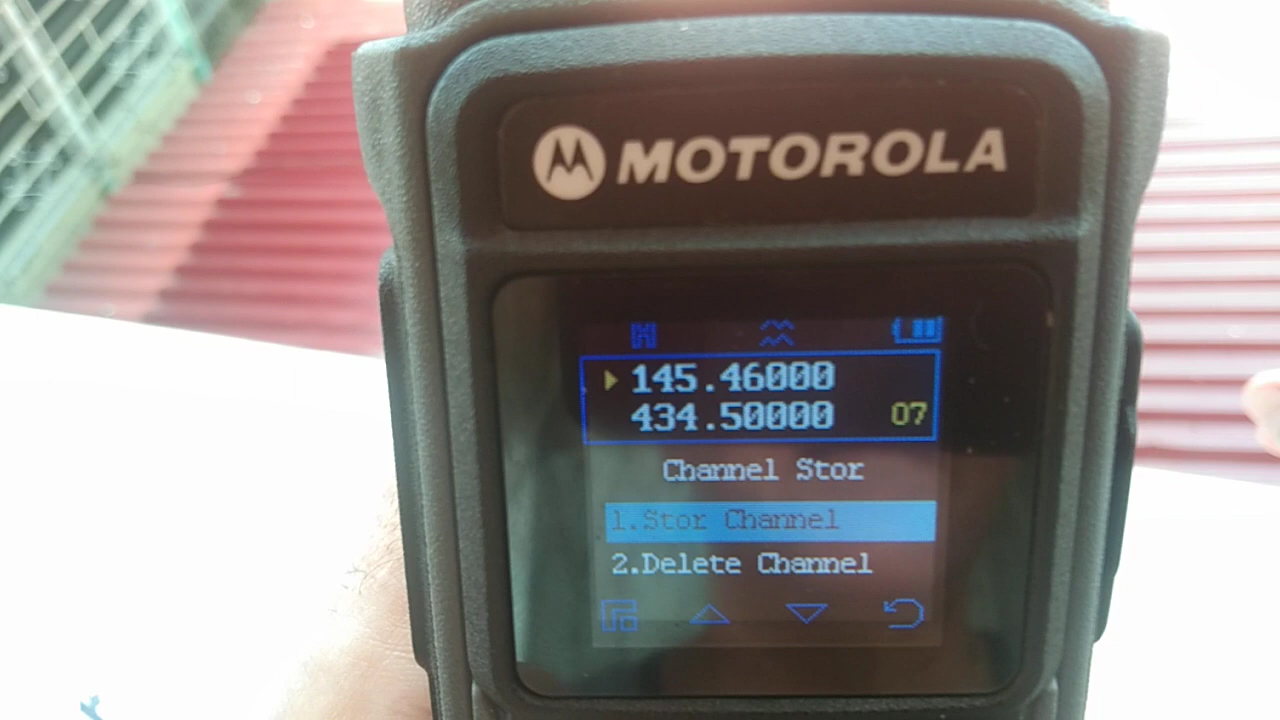 MOTOROLA
H
145.46000
434.50000 07
Channel Stor
1.Stor Channel
2.Delete Channel